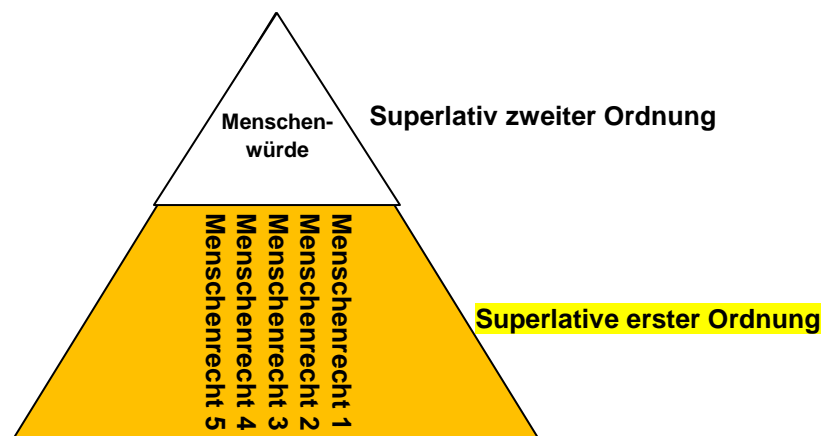 Menschen-
würde
Superlativ zweiter Ordnung
Menschenrecht 1
Menschenrecht 2
Menschenrecht 3
Menschenrecht 4
Menschenrecht 5
Superlative erster Ordnung